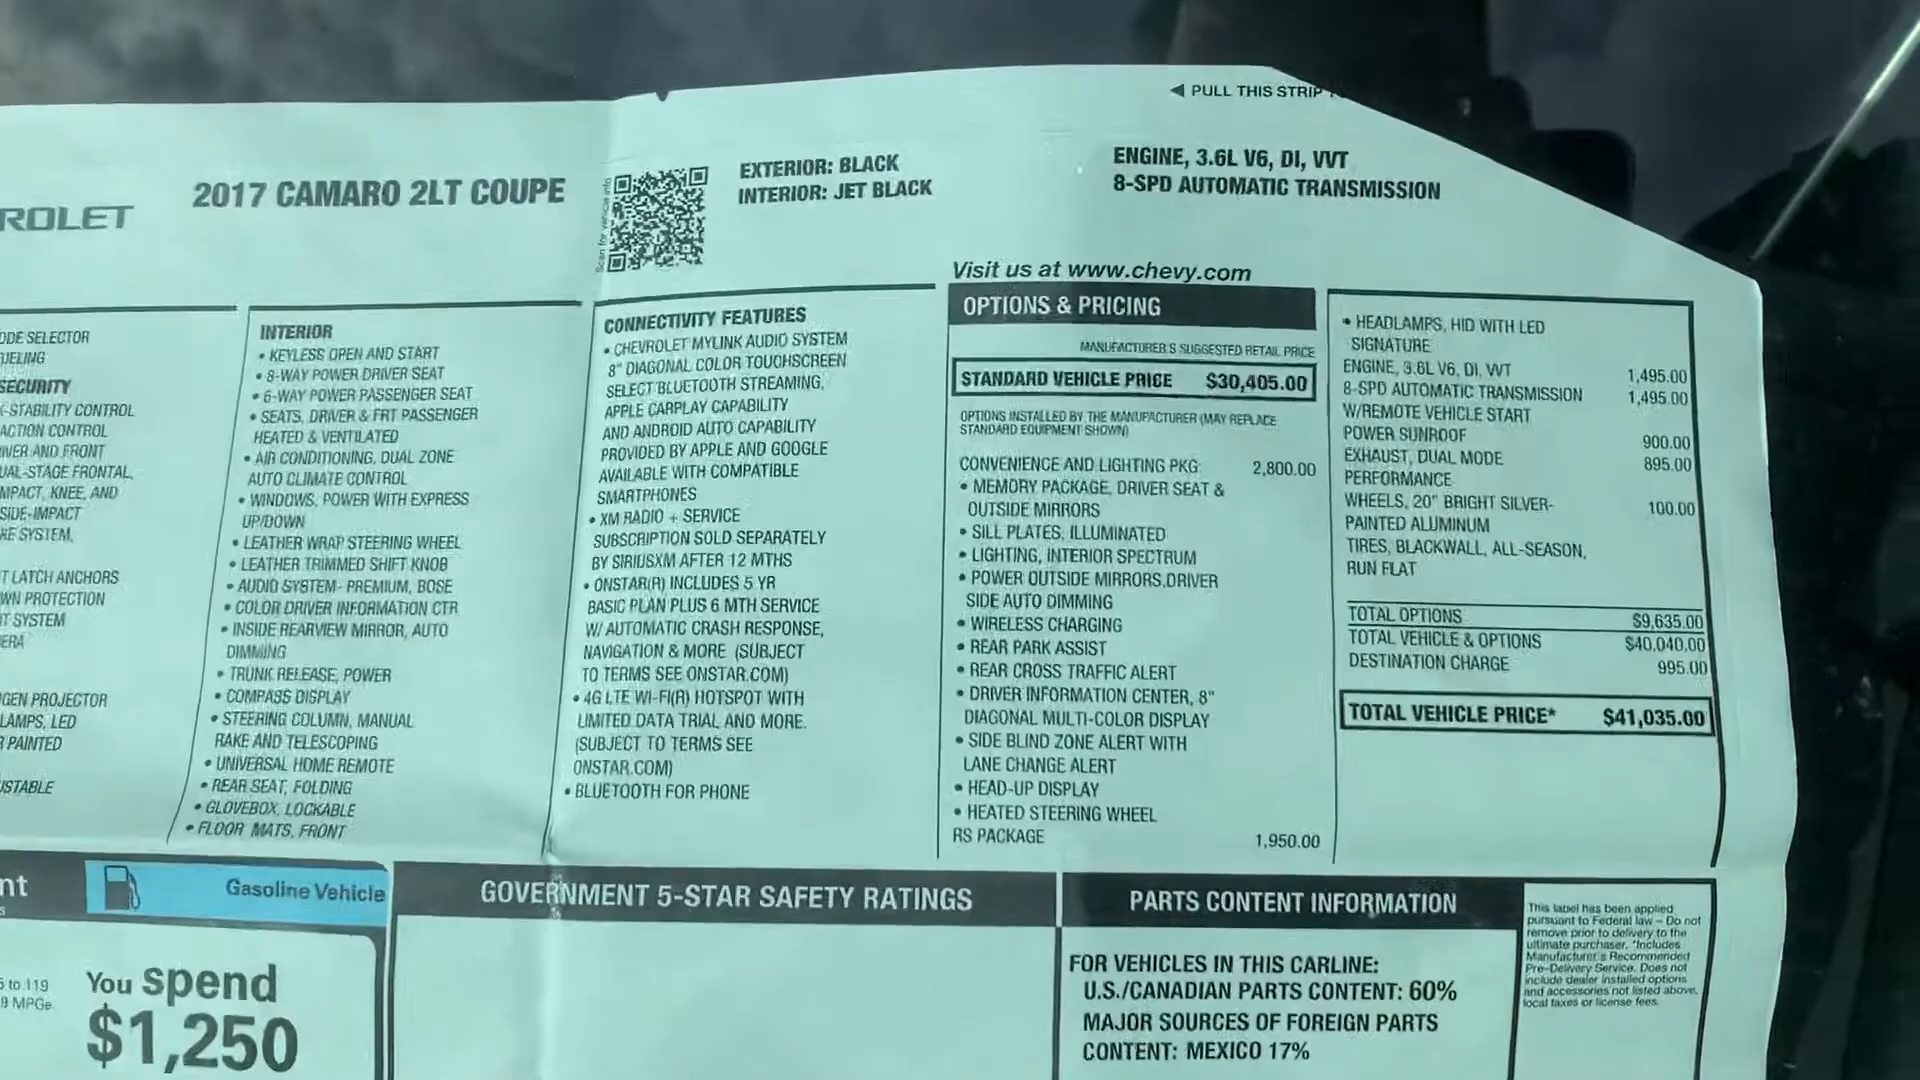 ◄ PULL THIS STRIP
ROLET
2017 CAMARO 2LT COUPE
Scan for vehicle info
EXTERIOR: BLACK
INTERIOR: JET BLACK
ENGINE, 3.6L V6, DI, VVT
8-SPD AUTOMATIC TRANSMISSION
ODE SELECTOR
UELING
SECURITY
K-STABILITY CONTROL
ACTION CONTROL
IVER AND FRONT
UAL-STAGE FRONTAL,
MPACT, KNEE, AND
SIDE-IMPACT
KE SYSTEM,
T LATCH ANCHORS
WN PROTECTION
T SYSTEM
ERA
GEN PROJECTOR
LAMPS, LED
R PAINTED
USTABLE
INTERIOR
• KEYLESS OPEN AND START
• 8-WAY POWER DRIVER SEAT
• 6-WAY POWER PASSENGER SEAT
• SEATS, DRIVER & FRT PASSENGER
HEATED & VENTILATED
• AIR CONDITIONING, DUAL ZONE
AUTO CLIMATE CONTROL
• WINDOWS, POWER WITH EXPRESS
UP/DOWN
• LEATHER WRAP STEERING WHEEL
• LEATHER TRIMMED SHIFT KNOB
• AUDIO SYSTEM- PREMIUM, BOSE
• COLOR DRIVER INFORMATION CTR
• INSIDE REARVIEW MIRROR, AUTO
DIMMING
• TRUNK RELEASE, POWER
• COMPASS DISPLAY
• STEERING COLUMN, MANUAL
RAKE AND TELESCOPING
• UNIVERSAL HOME REMOTE
• REAR SEAT, FOLDING
• GLOVEBOX, LOCKABLE
• FLOOR MATS, FRONT
CONNECTIVITY FEATURES
• CHEVROLET MYLINK AUDIO SYSTEM
8" DIAGONAL COLOR TOUCHSCREEN
SELECT BLUETOOTH STREAMING,
APPLE CARPLAY CAPABILITY
AND ANDROID AUTO CAPABILITY
PROVIDED BY APPLE AND GOOGLE
AVAILABLE WITH COMPATIBLE
SMARTPHONES
• XM RADIO + SERVICE
SUBSCRIPTION SOLD SEPARATELY
BY SIRIUSXM AFTER 12 MTHS
• ONSTAR(R) INCLUDES 5 YR
BASIC PLAN PLUS 6 MTH SERVICE
W/ AUTOMATIC CRASH RESPONSE,
NAVIGATION & MORE (SUBJECT
TO TERMS SEE ONSTAR.COM)
• 4G LTE WI-FI(R) HOTSPOT WITH
LIMITED DATA TRIAL AND MORE.
(SUBJECT TO TERMS SEE
ONSTAR.COM)
• BLUETOOTH FOR PHONE
Visit us at www.chevy.com
OPTIONS & PRICING
MANUFACTURER'S SUGGESTED RETAIL PRICE
STANDARD VEHICLE PRICE $30,405.00
OPTIONS INSTALLED BY THE MANUFACTURER (MAY REPLACE
STANDARD EQUIPMENT SHOWN)
CONVENIENCE AND LIGHTING PKG: 2,800.00
• MEMORY PACKAGE, DRIVER SEAT &
OUTSIDE MIRRORS
• SILL PLATES, ILLUMINATED
• LIGHTING, INTERIOR SPECTRUM
• POWER OUTSIDE MIRRORS,DRIVER
SIDE AUTO DIMMING
• WIRELESS CHARGING
• REAR PARK ASSIST
• REAR CROSS TRAFFIC ALERT
• DRIVER INFORMATION CENTER, 8"
DIAGONAL MULTI-COLOR DISPLAY
• SIDE BLIND ZONE ALERT WITH
LANE CHANGE ALERT
• HEAD-UP DISPLAY
• HEATED STEERING WHEEL
RS PACKAGE 1,950.00
• HEADLAMPS, HID WITH LED
SIGNATURE
ENGINE, 3.6L V6, DI, VVT 1,495.00
8-SPD AUTOMATIC TRANSMISSION 1,495.00
W/REMOTE VEHICLE START
POWER SUNROOF 900.00
EXHAUST, DUAL MODE 895.00
PERFORMANCE
WHEELS, 20" BRIGHT SILVER- 100.00
PAINTED ALUMINUM
TIRES, BLACKWALL, ALL-SEASON,
RUN FLAT
TOTAL OPTIONS $9,635.00
TOTAL VEHICLE & OPTIONS $40,040.00
DESTINATION CHARGE 995.00
TOTAL VEHICLE PRICE* $41,035.00
nt
Gasoline Vehicle
to 119
MPGe.
You spend
$1,250
GOVERNMENT 5-STAR SAFETY RATINGS
PARTS CONTENT INFORMATION
FOR VEHICLES IN THIS CARLINE:
U.S./CANADIAN PARTS CONTENT: 60%
MAJOR SOURCES OF FOREIGN PARTS
CONTENT: MEXICO 17%
This label has been applied
pursuant to Federal law – Do not
remove prior to delivery to the
ultimate purchaser. *Includes
Manufacturer's Recommended
Pre-Delivery Service. Does not
include dealer installed options
and accessories not listed above,
local taxes or license fees.